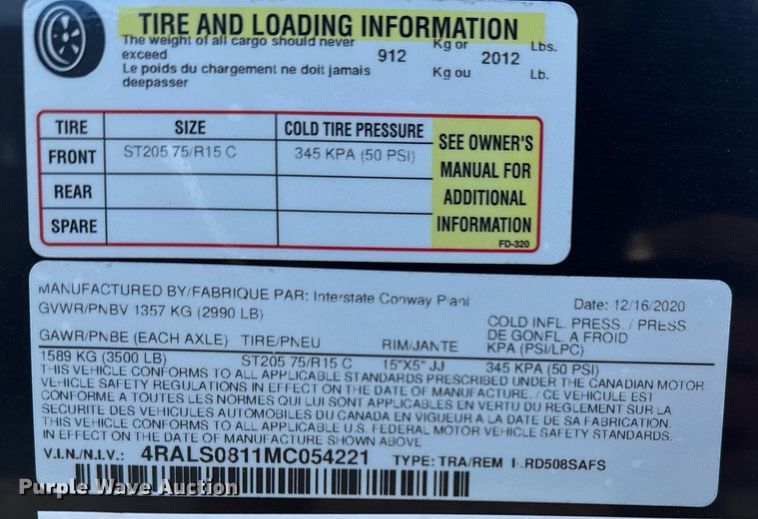 TIRE AND LOADING INFORMATION
The weight of all cargo should never exceed
Le poids du chargement ne doit jamais deepasser
912 Kg or 2012 Lbs.
Kg ou Lb.
TIRE SIZE COLD TIRE PRESSURE
FRONT ST205 75/R15 C 345 KPA (50 PSI)
REAR
SPARE
SEE OWNER'S
MANUAL FOR
ADDITIONAL
INFORMATION
FD-320
MANUFACTURED BY/FABRIQUE PAR: Interstate Conway Plant Date: 12/16/2020
GVWR/PNBV 1357 KG (2990 LB)
GAWR/PNBE (EACH AXLE) TIRE/PNEU RIM/JANTE COLD INFL. PRESS. / PRESS. DE GONFL. A FROID KPA (PSI/LPC)
1589 KG (3500 LB) ST205 75/R15 C 15"X5" JJ 345 KPA (50 PSI)
THIS VEHICLE CONFORMS TO ALL APPLICABLE STANDARDS PRESCRIBED UNDER THE CANADIAN MOTOR
VEHICLE SAFETY REGULATIONS IN EFFECT ON THE DATE OF MANUFACTURE. / CE VEHICULE EST
CONFORME A TOUTES LES NORMES QUI LUI SONT APPLICABLES EN VERTU DU REGLEMENT SUR LA
SECURITE DES VEHICULES AUTOMOBILES DU CANADA EN VIGUEUR A LA DATE DE SA FABRICATION.
THIS VEHICLE CONFORMS TO ALL APPLICABLE U.S. FEDERAL MOTOR VEHICLE SAFETY STANDARDS.
IN EFFECT ON THE DATE OF MANUFACTURE SHOWN ABOVE
V.I.N./N.I.V.: 4RALS0811MC054221 TYPE: TRA/REM RD508SAFS
Purple Wave Auction